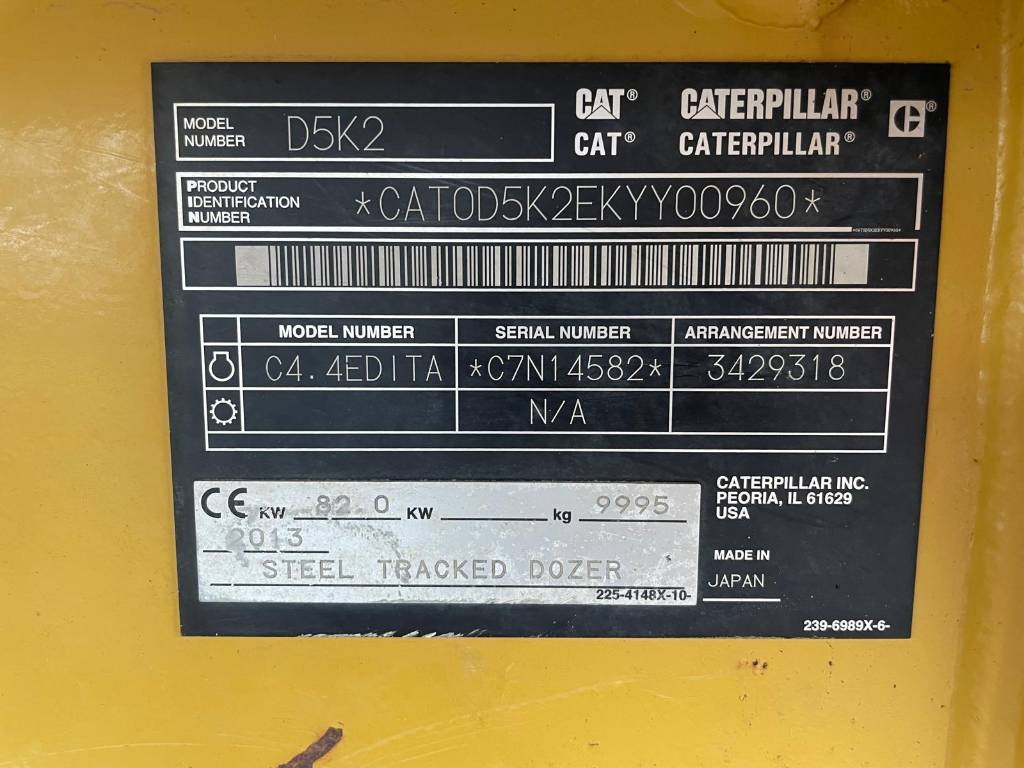 MODEL NUMBER D5K2
CAT® CATERPILLAR® C®
CAT® CATERPILLAR®
PRODUCT IDENTIFICATION NUMBER *CAT0D5K2EKYY00960*
*CAT0D5K2EKYY00960*
MODEL NUMBER SERIAL NUMBER ARRANGEMENT NUMBER
C4.4EDITA *C7N14582* 3429318
N/A
CE KW 82.0 KW kg 9995
2013
STEEL TRACKED DOZER
225-4148X-10-
CATERPILLAR INC.
PEORIA, IL 61629
USA
MADE IN
JAPAN
239-6989X-6-